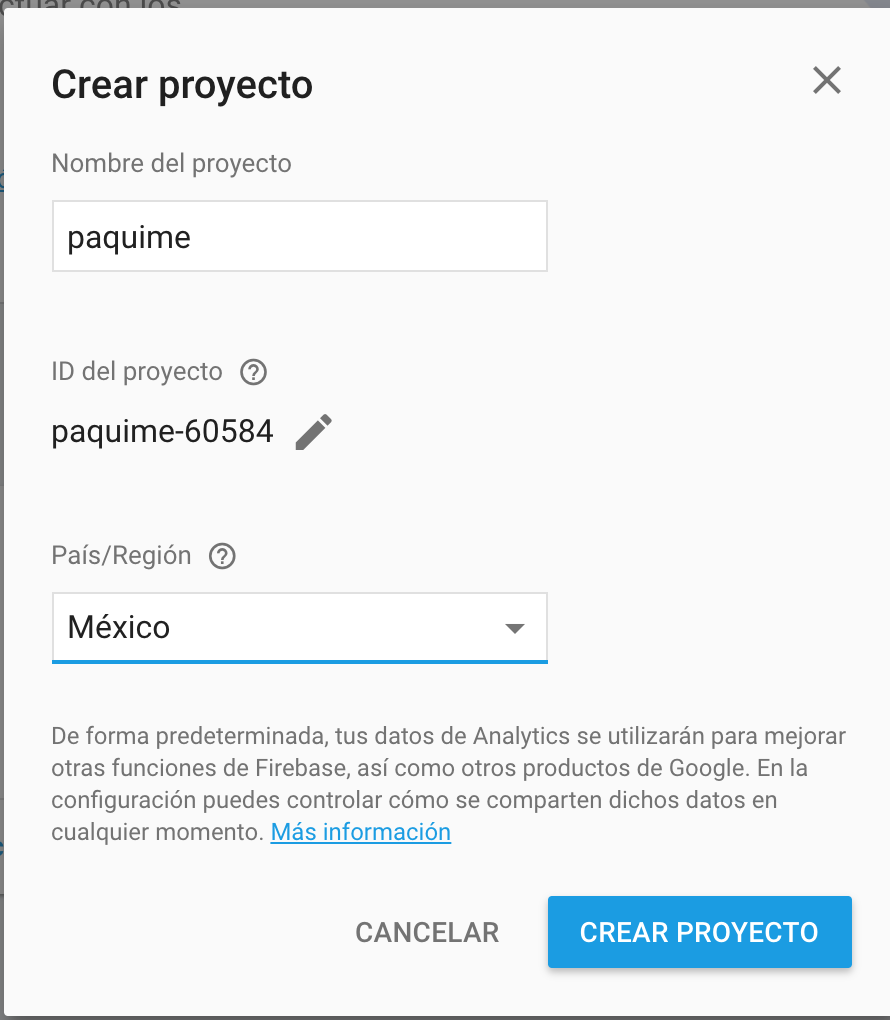 ctuar con los
Crear proyecto
Nombre del proyecto
paquime
ID del proyecto
paquime-60584
País/Región
México
De forma predeterminada, tus datos de Analytics se utilizarán para mejorar
otras funciones de Firebase, así como otros productos de Google. En la
configuración puedes controlar cómo se comparten dichos datos en
cualquier momento. Más información
CANCELAR
CREAR PROYECTO